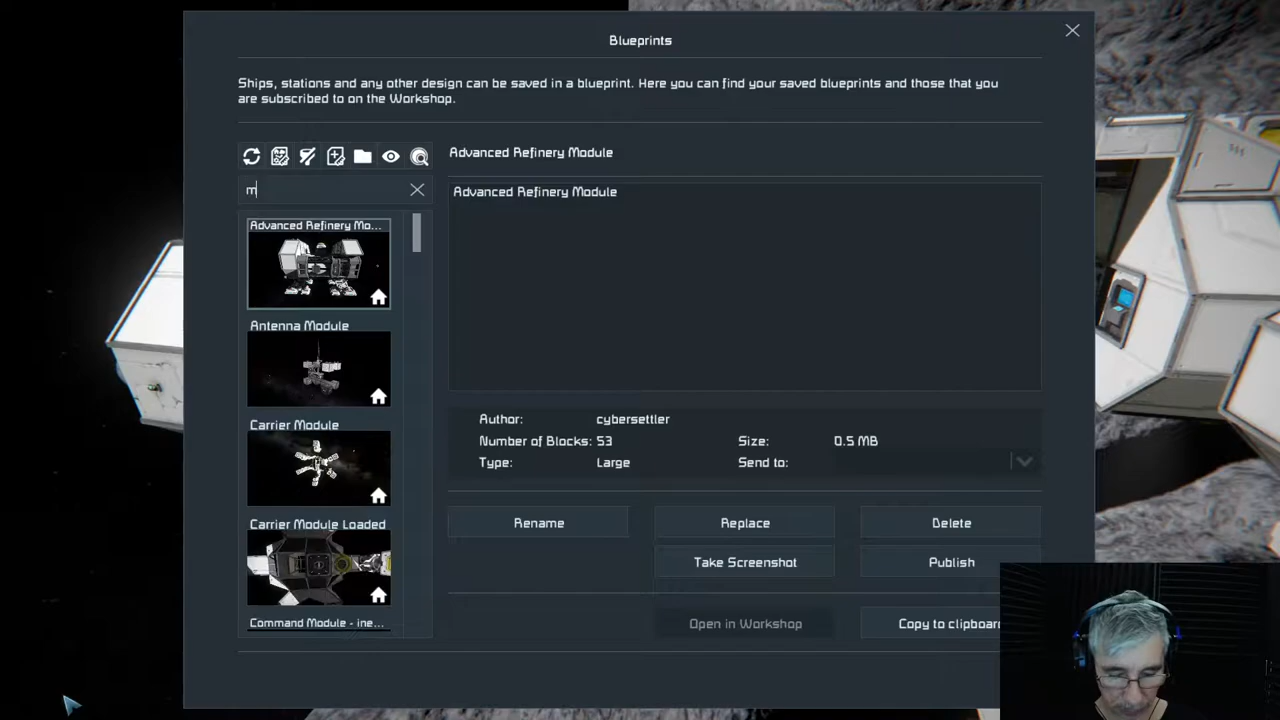 Blueprints
Ships, stations and any other design can be saved in a blueprint. Here you can find your saved blueprints and those that you
are subscribed to on the Workshop.
m
Advanced Refinery Mo...
Antenna Module
Carrier Module
Carrier Module Loaded
Command Module - ine...
Advanced Refinery Module
Advanced Refinery Module
Author: cybersettler
Number of Blocks: 53 Size: 0.5 MB
Type: Large Send to:
Rename Replace Delete
Take Screenshot Publish
Open in Workshop Copy to clipboard